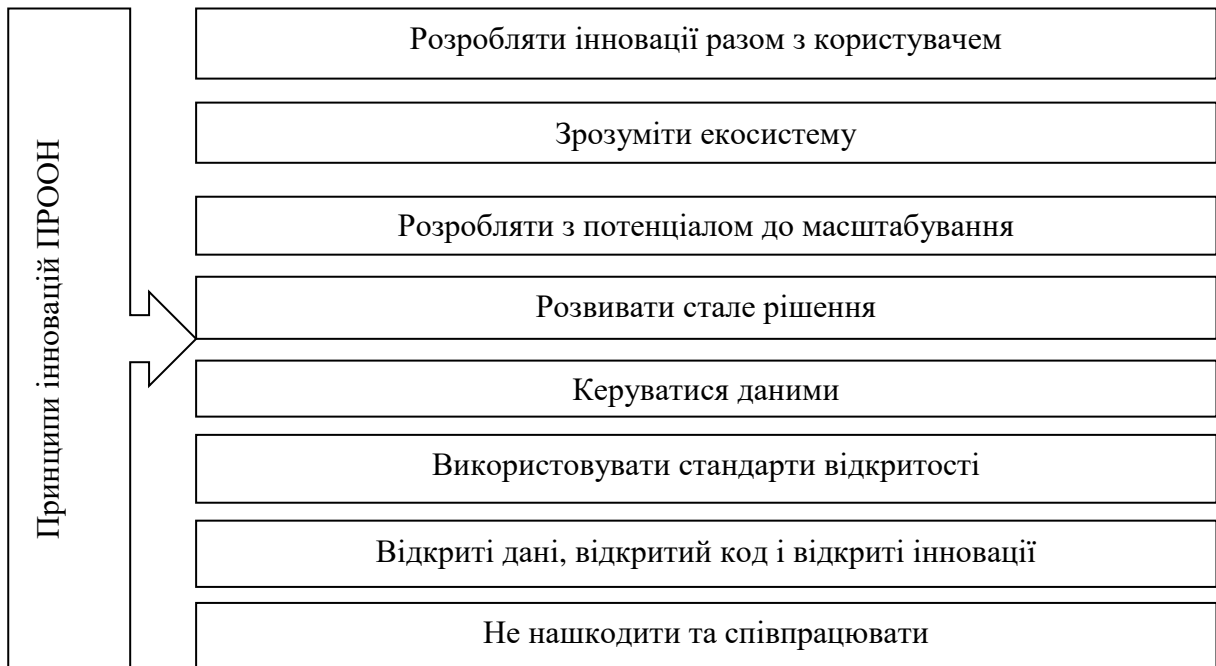 Принципи інновацій ПРООН
Розробляти інновації разом з користувачем
Зрозуміти екосистему
Розробляти з потенціалом до масштабування
Розвивати стале рішення
Керуватися даними
Використовувати стандарти відкритості
Відкриті дані, відкритий код і відкриті інновації
Не нашкодити та співпрацювати